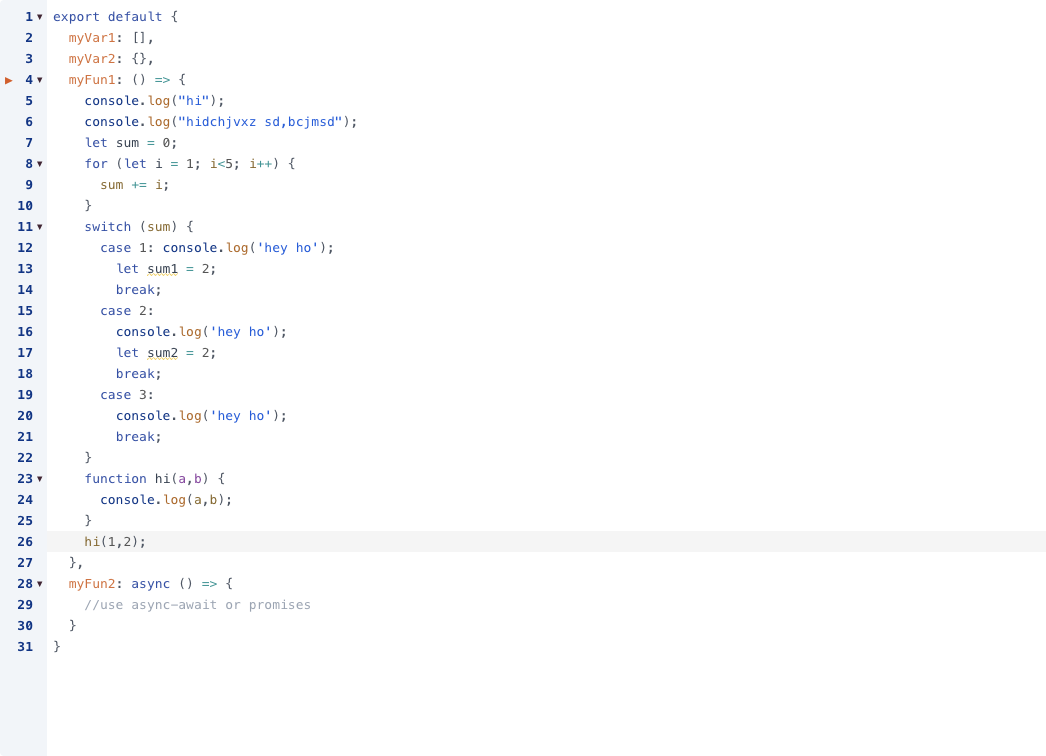 1 export default {
2 myVar1: [],
3 myVar2: {},
4 myFun1: () => {
5 console.log("hi");
6 console.log("hidchjvxz sd,bcjmsd");
7 let sum = 0;
8 for (let i = 1; i<5; i++) {
9 sum += i;
10 }
11 switch (sum) {
12 case 1: console.log('hey ho');
13 let sum1 = 2;
14 break;
15 case 2:
16 console.log('hey ho');
17 let sum2 = 2;
18 break;
19 case 3:
20 console.log('hey ho');
21 break;
22 }
23 function hi(a,b) {
24 console.log(a,b);
25 }
26 hi(1,2);
27 },
28 myFun2: async () => {
29 //use async-await or promises
30 }
31 }